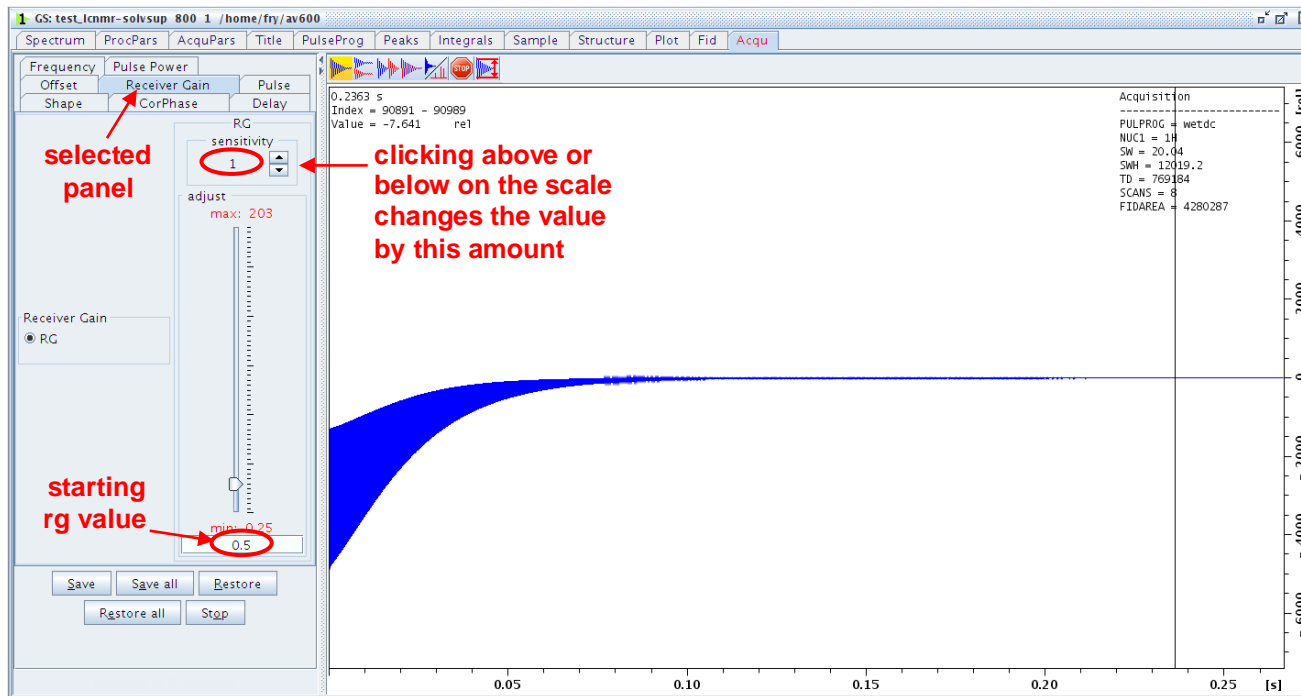 1 GS: test_lcnmr-solvsup 800 1 /home/fry/av600
Spectrum ProcPars AcquPars Title PulseProg Peaks Integrals Sample Structure Plot Fid Acqu
Frequency Pulse Power
Offset Receiver Gain Pulse
Shape CorPhase Delay
STOP
RG
sensitivity
1
selected
panel
clicking above or
below on the scale
changes the value
by this amount
adjust
max: 203
Receiver Gain
RG
starting
rg value
min: 0.25
0.5
Save Save all Restore
Restore all Stop
0.2363 s
Index = 90891 - 90989
Value = -7.641 rel
Acquisition
PULPROG = wetdc
NUC1 = 1H
SW = 20.04
SWH = 12019.2
TD = 769184
SCANS = 8
FIDAREA = 4280287
[rel]
6000
4000
2000
0
-2000
-4000
-6000
0.05 0.10 0.15 0.20 0.25 [s]